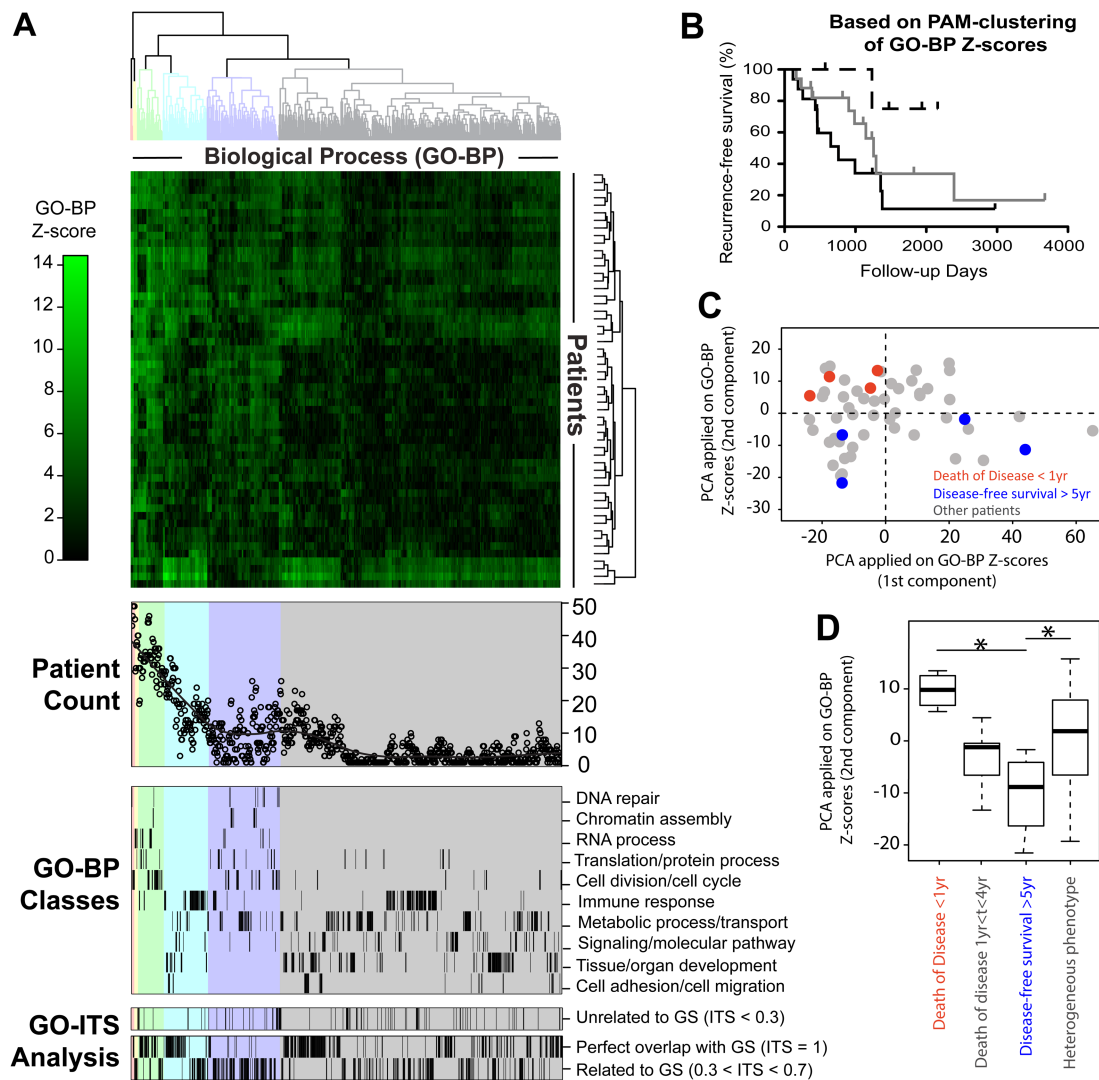 A
Biological Process (GO-BP)
GO-BP
Z-score
14
12
10
8
6
4
2
0
Patients
Patient
Count
50
40
30
20
10
0
GO-BP
Classes
DNA repair
Chromatin assembly
RNA process
Translation/protein process
Cell division/cell cycle
Immune response
Metabolic process/transport
Signaling/molecular pathway
Tissue/organ development
Cell adhesion/cell migration
GO-ITS
Analysis
Unrelated to GS (ITS < 0.3)
Perfect overlap with GS (ITS = 1)
Related to GS (0.3 < ITS < 0.7)
B
Based on PAM-clustering
of GO-BP Z-scores
Recurrence-free survival (%)
100
80
60
40
20
0
0 1000 2000 3000 4000
Follow-up Days
C
PCA applied on GO-BP
Z-scores (2nd component)
20
10
0
-10
-20
-30
Death of Disease < 1yr
Disease-free survival > 5yr
Other patients
-20 0 20 40 60
PCA applied on GO-BP Z-scores
(1st component)
D
PCA applied on GO-BP
Z-scores (2nd component)
10
0
-10
-20
* *
Death of Disease <1yr
Death of disease 1yr<t<4yr
Disease-free survival >5yr
Heterogeneous phenotype